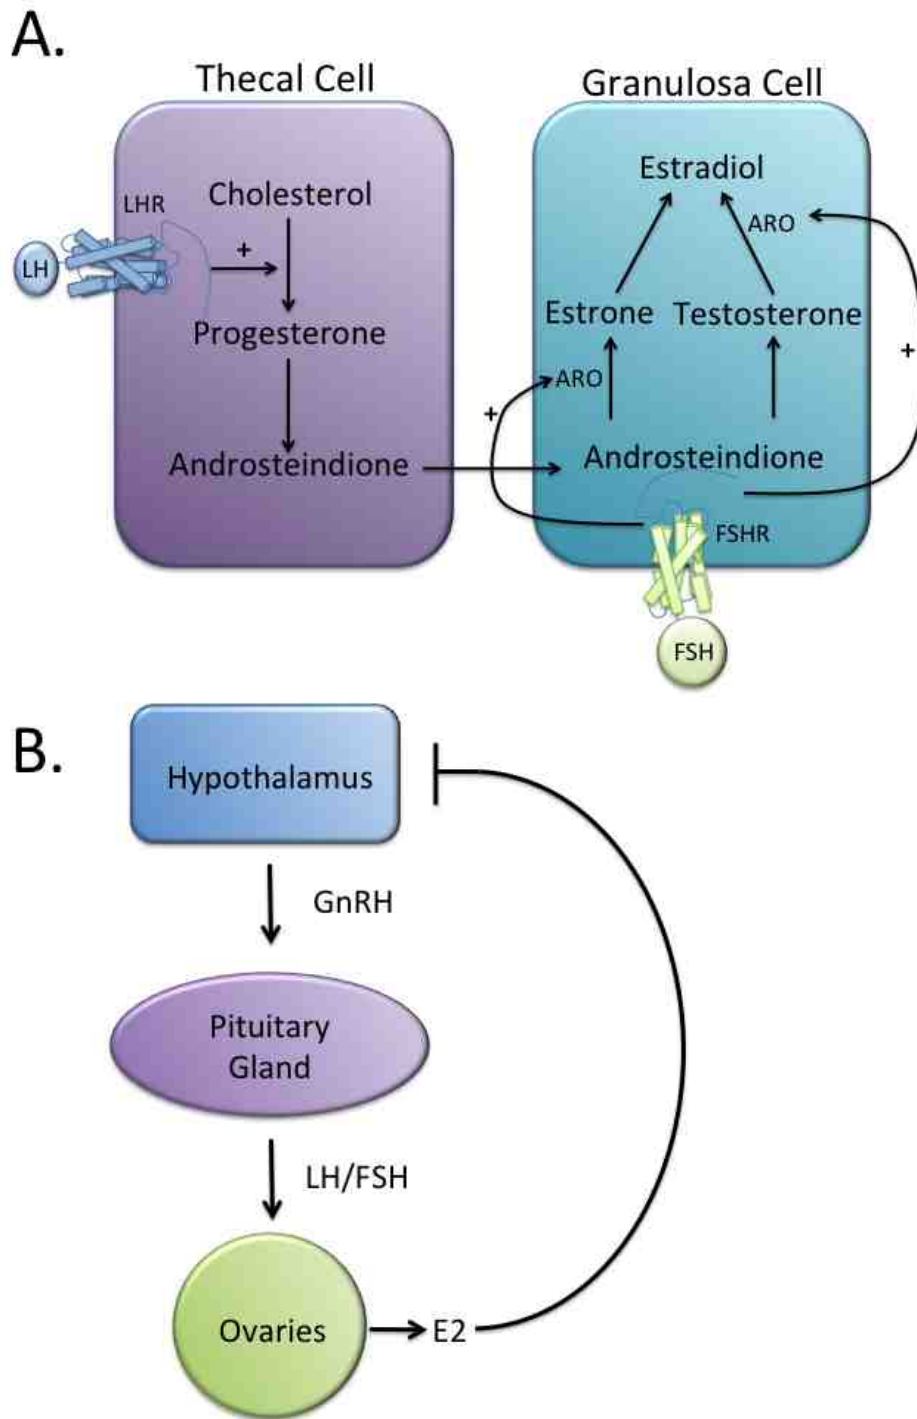 A.
Thecal Cell
Granulosa Cell
Estradiol
LHR
Cholesterol
ARO
LH
+
Progesterone
Estrone
Testosterone
+
ARO
+
Androsteindione
Androsteindione
FSHR
FSH
B.
Hypothalamus
GnRH
Pituitary
Gland
LH/FSH
Ovaries
E2